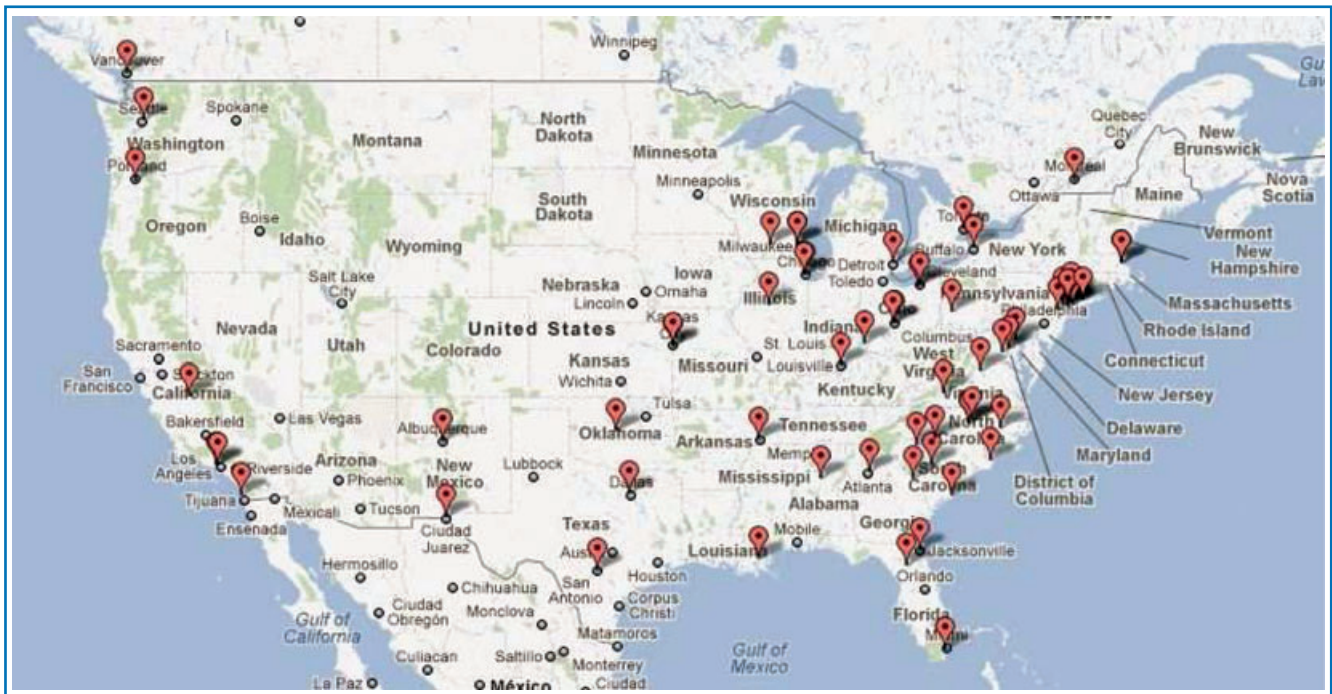 Winnipeg
Vancouver
Seattle
Spokane
Washington
Montana
North
Dakota
Minnesota
Quebec
City
New
Brunswick
Montreal
Ottawa
Maine
Nova
Scotia
Portland
Oregon
Boise
Idaho
Wyoming
South
Dakota
Minneapolis
Wisconsin
Michigan
Milwaukee
Buffalo
New York
Vermont
New
Hampshire
Salt Lake
City
Nebraska
Lincoln
Omaha
Iowa
Detroit
Toledo
Cleveland
Illinois
Pennsylvania
Philadelphia
Massachusetts
Rhode Island
Connecticut
New Jersey
Delaware
Maryland
District of
Columbia
Nevada
Utah
Colorado
United States
Kansas
Missouri
St. Louis
Indiana
Louisville
Columbus
West
Virginia
Kentucky
Virginia
Sacramento
San
Francisco
Stockton
California
Bakersfield
Las Vegas
Wichita
Tulsa
Oklahoma
Arkansas
Tennessee
North
Carolina
Los
Angeles
Riverside
Arizona
Phoenix
Albuquerque
New
Mexico
Lubbock
Dallas
Mississippi
Alabama
Atlanta
South
Carolina
Georgia
Tijuana
Mexicali
Ensenada
Tucson
Ciudad
Juarez
Texas
San
Antonio
Houston
Louisiana
Mobile
Jacksonville
Orlando
Florida
Miami
Hermosillo
Chihuahua
Corpus
Christi
Gulf of
California
Ciudad
Obregón
Monclova
Matamoros
Culiacan
Saltillo
Monterrey
Gulf of
Mexico
La Paz
México
Ciudad